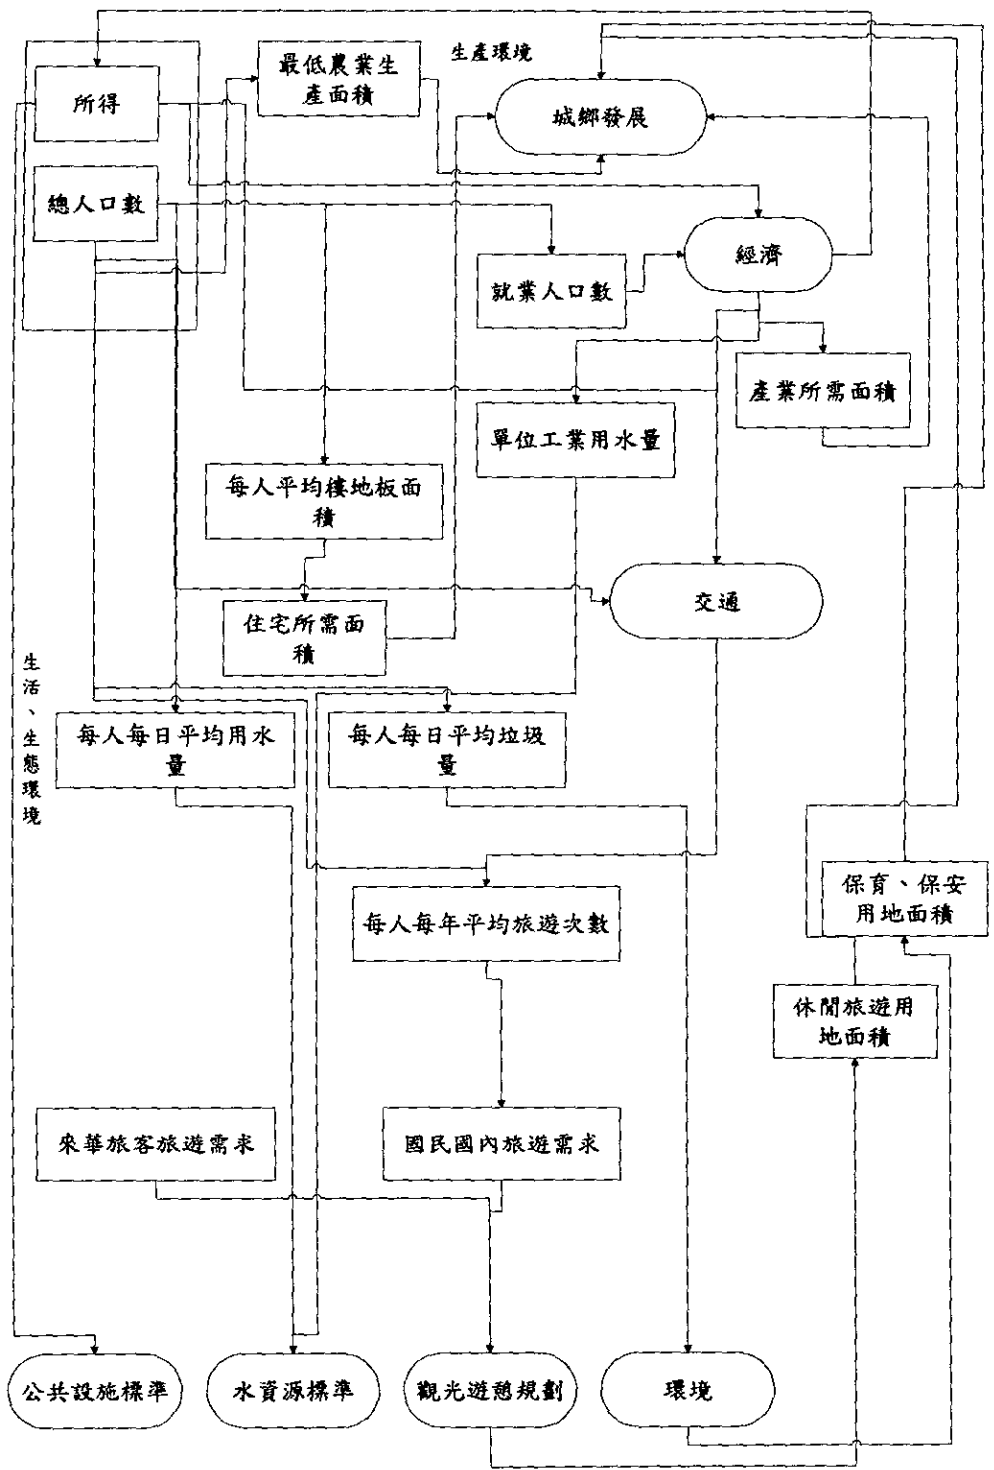 生產環境
最低農業生
產面積
所得
城鄉發展
總人口數
經濟
就業人口數
產業所需面積
單位工業用水量
每人平均樓地板面
積
交通
住宅所需面
積
生活、生態環境
每人每日平均用水
量
每人每日平均垃圾
量
保育、保安
用地面積
每人每年平均旅遊次數
休閒旅遊用
地面積
來華旅客旅遊需求
國民國內旅遊需求
公共設施標準
水資源標準
觀光遊憩規劃
環境